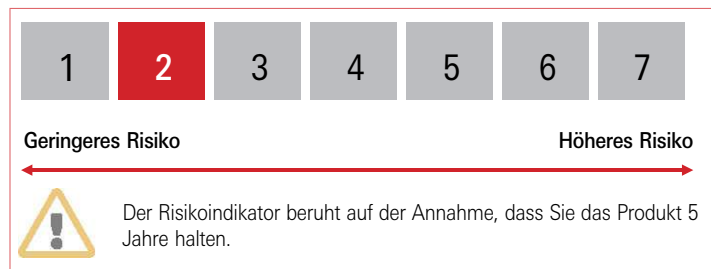 1 2 3 4 5 6 7
Geringeres Risiko Höheres Risiko
Der Risikoindikator beruht auf der Annahme, dass Sie das Produkt 5
Jahre halten.